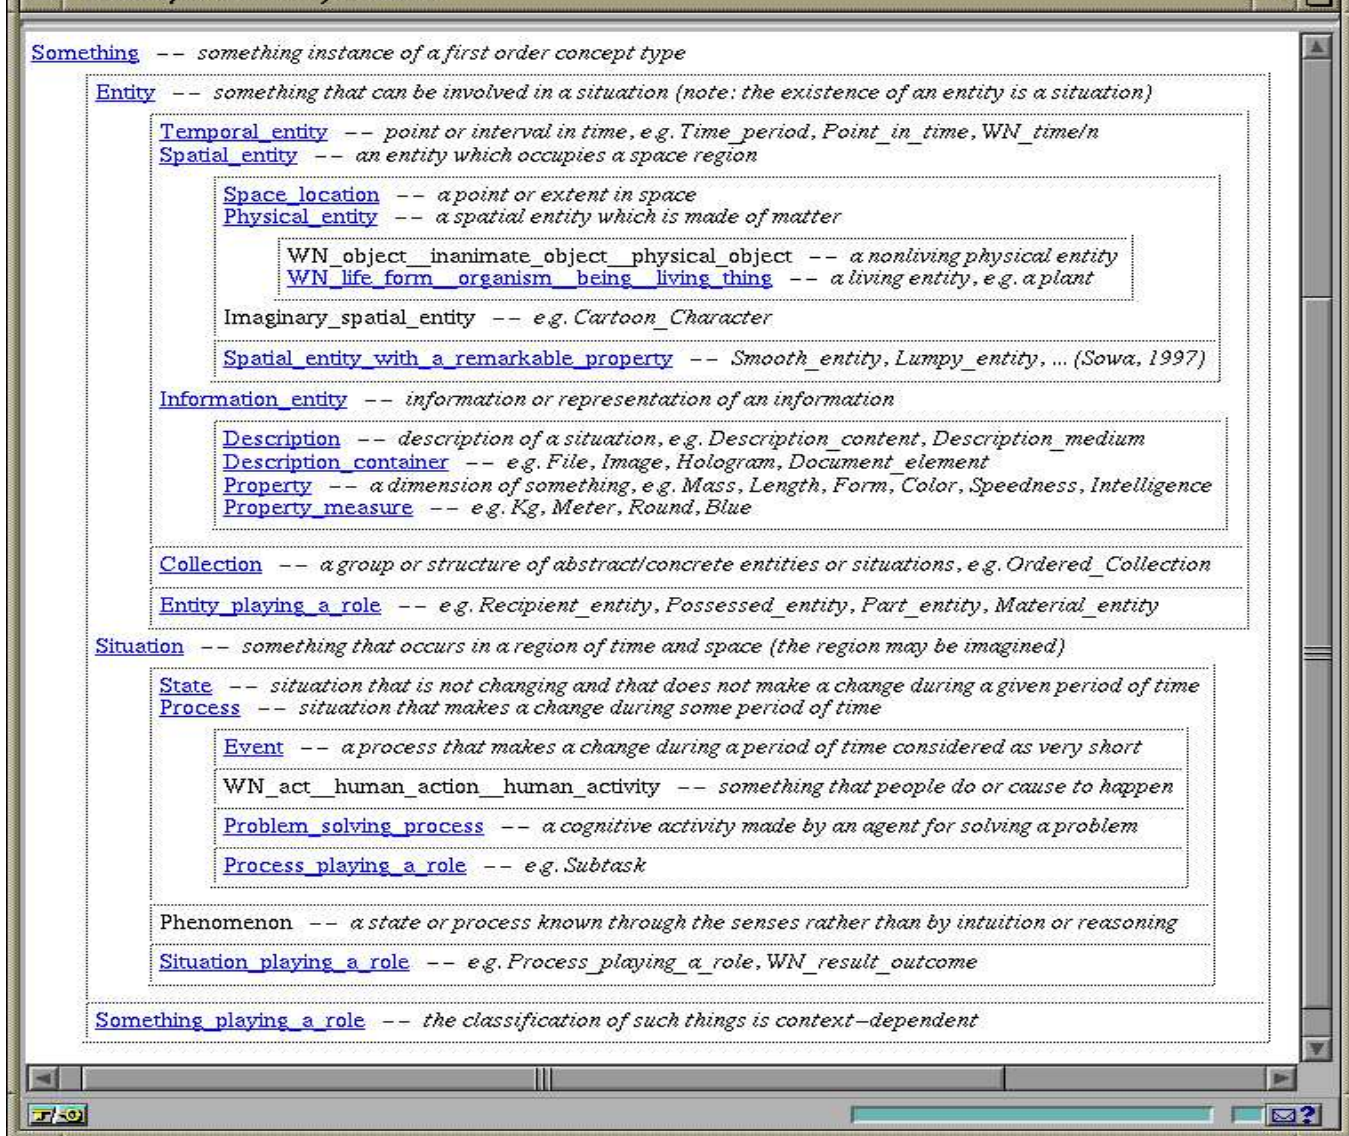 Something -- something instance of a first order concept type
Entity -- something that can be involved in a situation (note: the existence of an entity is a situation)
Temporal_entity -- point or interval in time, e.g. Time_period, Point_in_time, WN_time/n
Spatial_entity -- an entity which occupies a space region
Space_location -- a point or extent in space
Physical_entity -- a spatial entity which is made of matter
WN_object__inanimate_object__physical_object -- a nonliving physical entity
WN_life_form__organism__being__living_thing -- a living entity, e.g. a plant
Imaginary_spatial_entity -- e.g. Cartoon_Character
Spatial_entity_with_a_remarkable_property -- Smooth_entity, Lumpy_entity, ... (Sowa, 1997)
Information_entity -- information or representation of an information
Description -- description of a situation, e.g. Description_content, Description_medium
Description_container -- e.g. File, Image, Hologram, Document_element
Property -- a dimension of something, e.g. Mass, Length, Form, Color, Speedness, Intelligence
Property_measure -- e.g. Kg, Meter, Round, Blue
Collection -- a group or structure of abstract/concrete entities or situations, e.g. Ordered_Collection
Entity_playing_a_role -- e.g. Recipient_entity, Possessed_entity, Part_entity, Material_entity
Situation -- something that occurs in a region of time and space (the region may be imagined)
State -- situation that is not changing and that does not make a change during a given period of time
Process -- situation that makes a change during some period of time
Event -- a process that makes a change during a period of time considered as very short
WN_act__human_action__human_activity -- something that people do or cause to happen
Problem_solving_process -- a cognitive activity made by an agent for solving a problem
Process_playing_a_role -- e.g. Subtask
Phenomenon -- a state or process known through the senses rather than by intuition or reasoning
Situation_playing_a_role -- e.g. Process_playing_a_role, WN_result_outcome
Something_playing_a_role -- the classification of such things is context-dependent
?